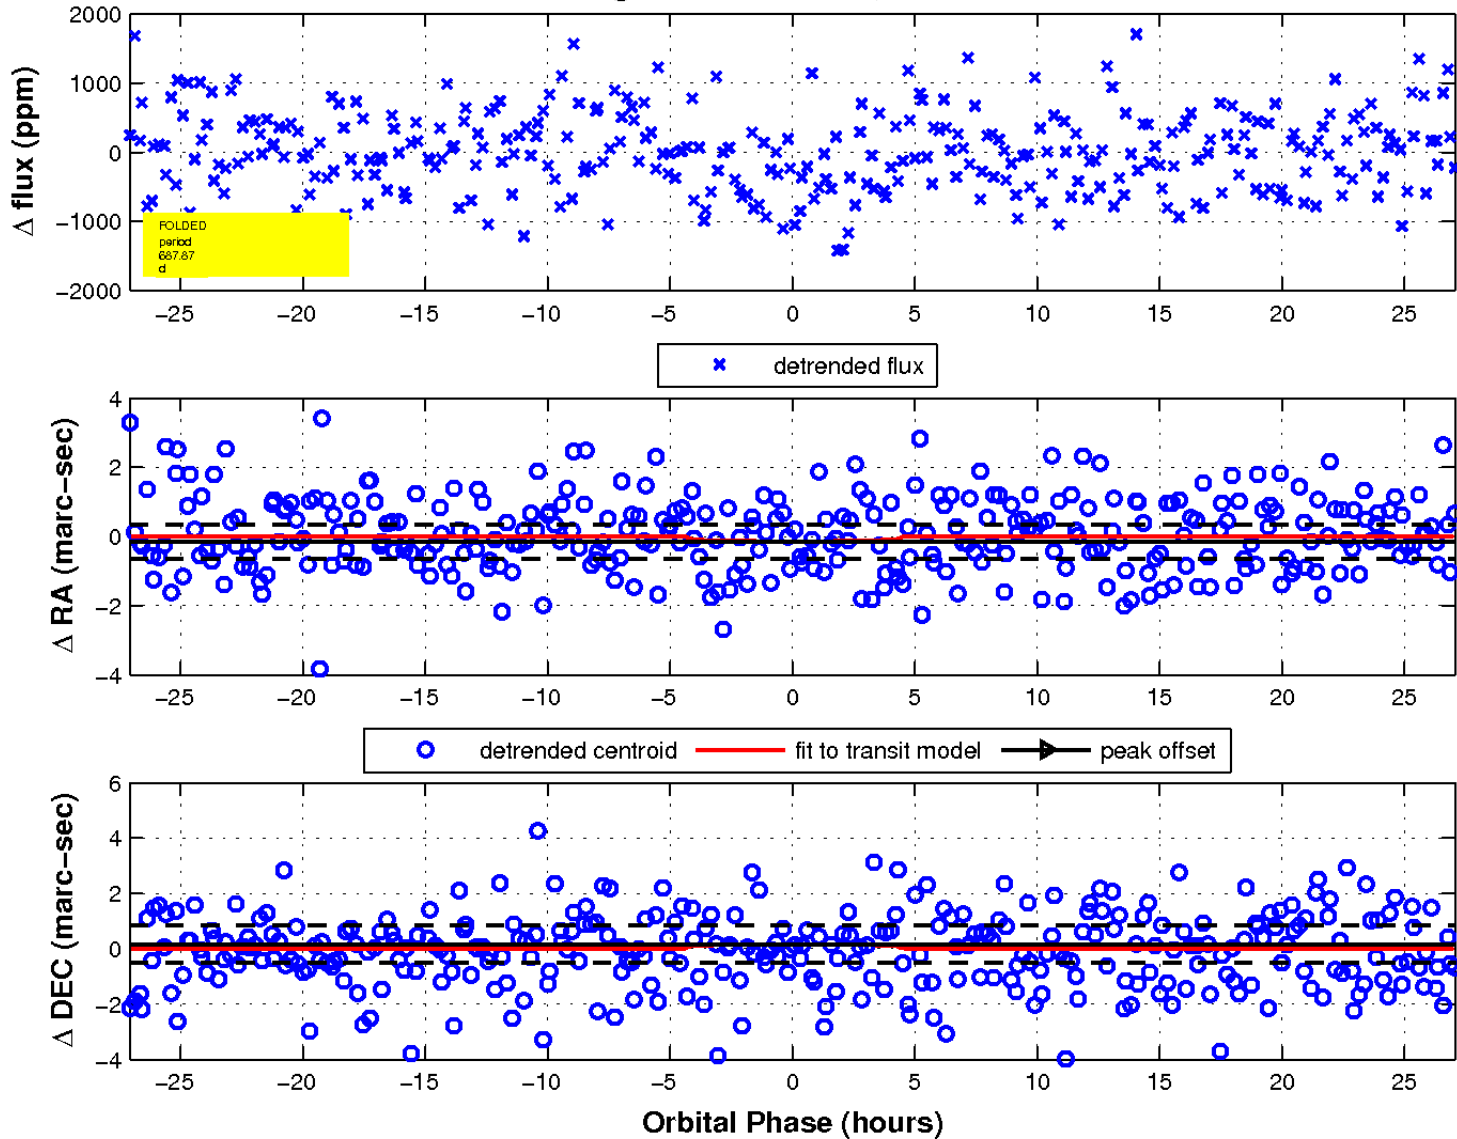 2000
1000
0
−1000
−2000
Δ flux (ppm)
FOLDED
period
687.87
d
−25 −20 −15 −10 −5 0 5 10 15 20 25
detrended flux
4
2
0
−2
−4
Δ RA (marc−sec)
−25 −20 −15 −10 −5 0 5 10 15 20 25
detrended centroid fit to transit model peak offset
6
4
2
0
−2
−4
Δ DEC (marc−sec)
−25 −20 −15 −10 −5 0 5 10 15 20 25
Orbital Phase (hours)